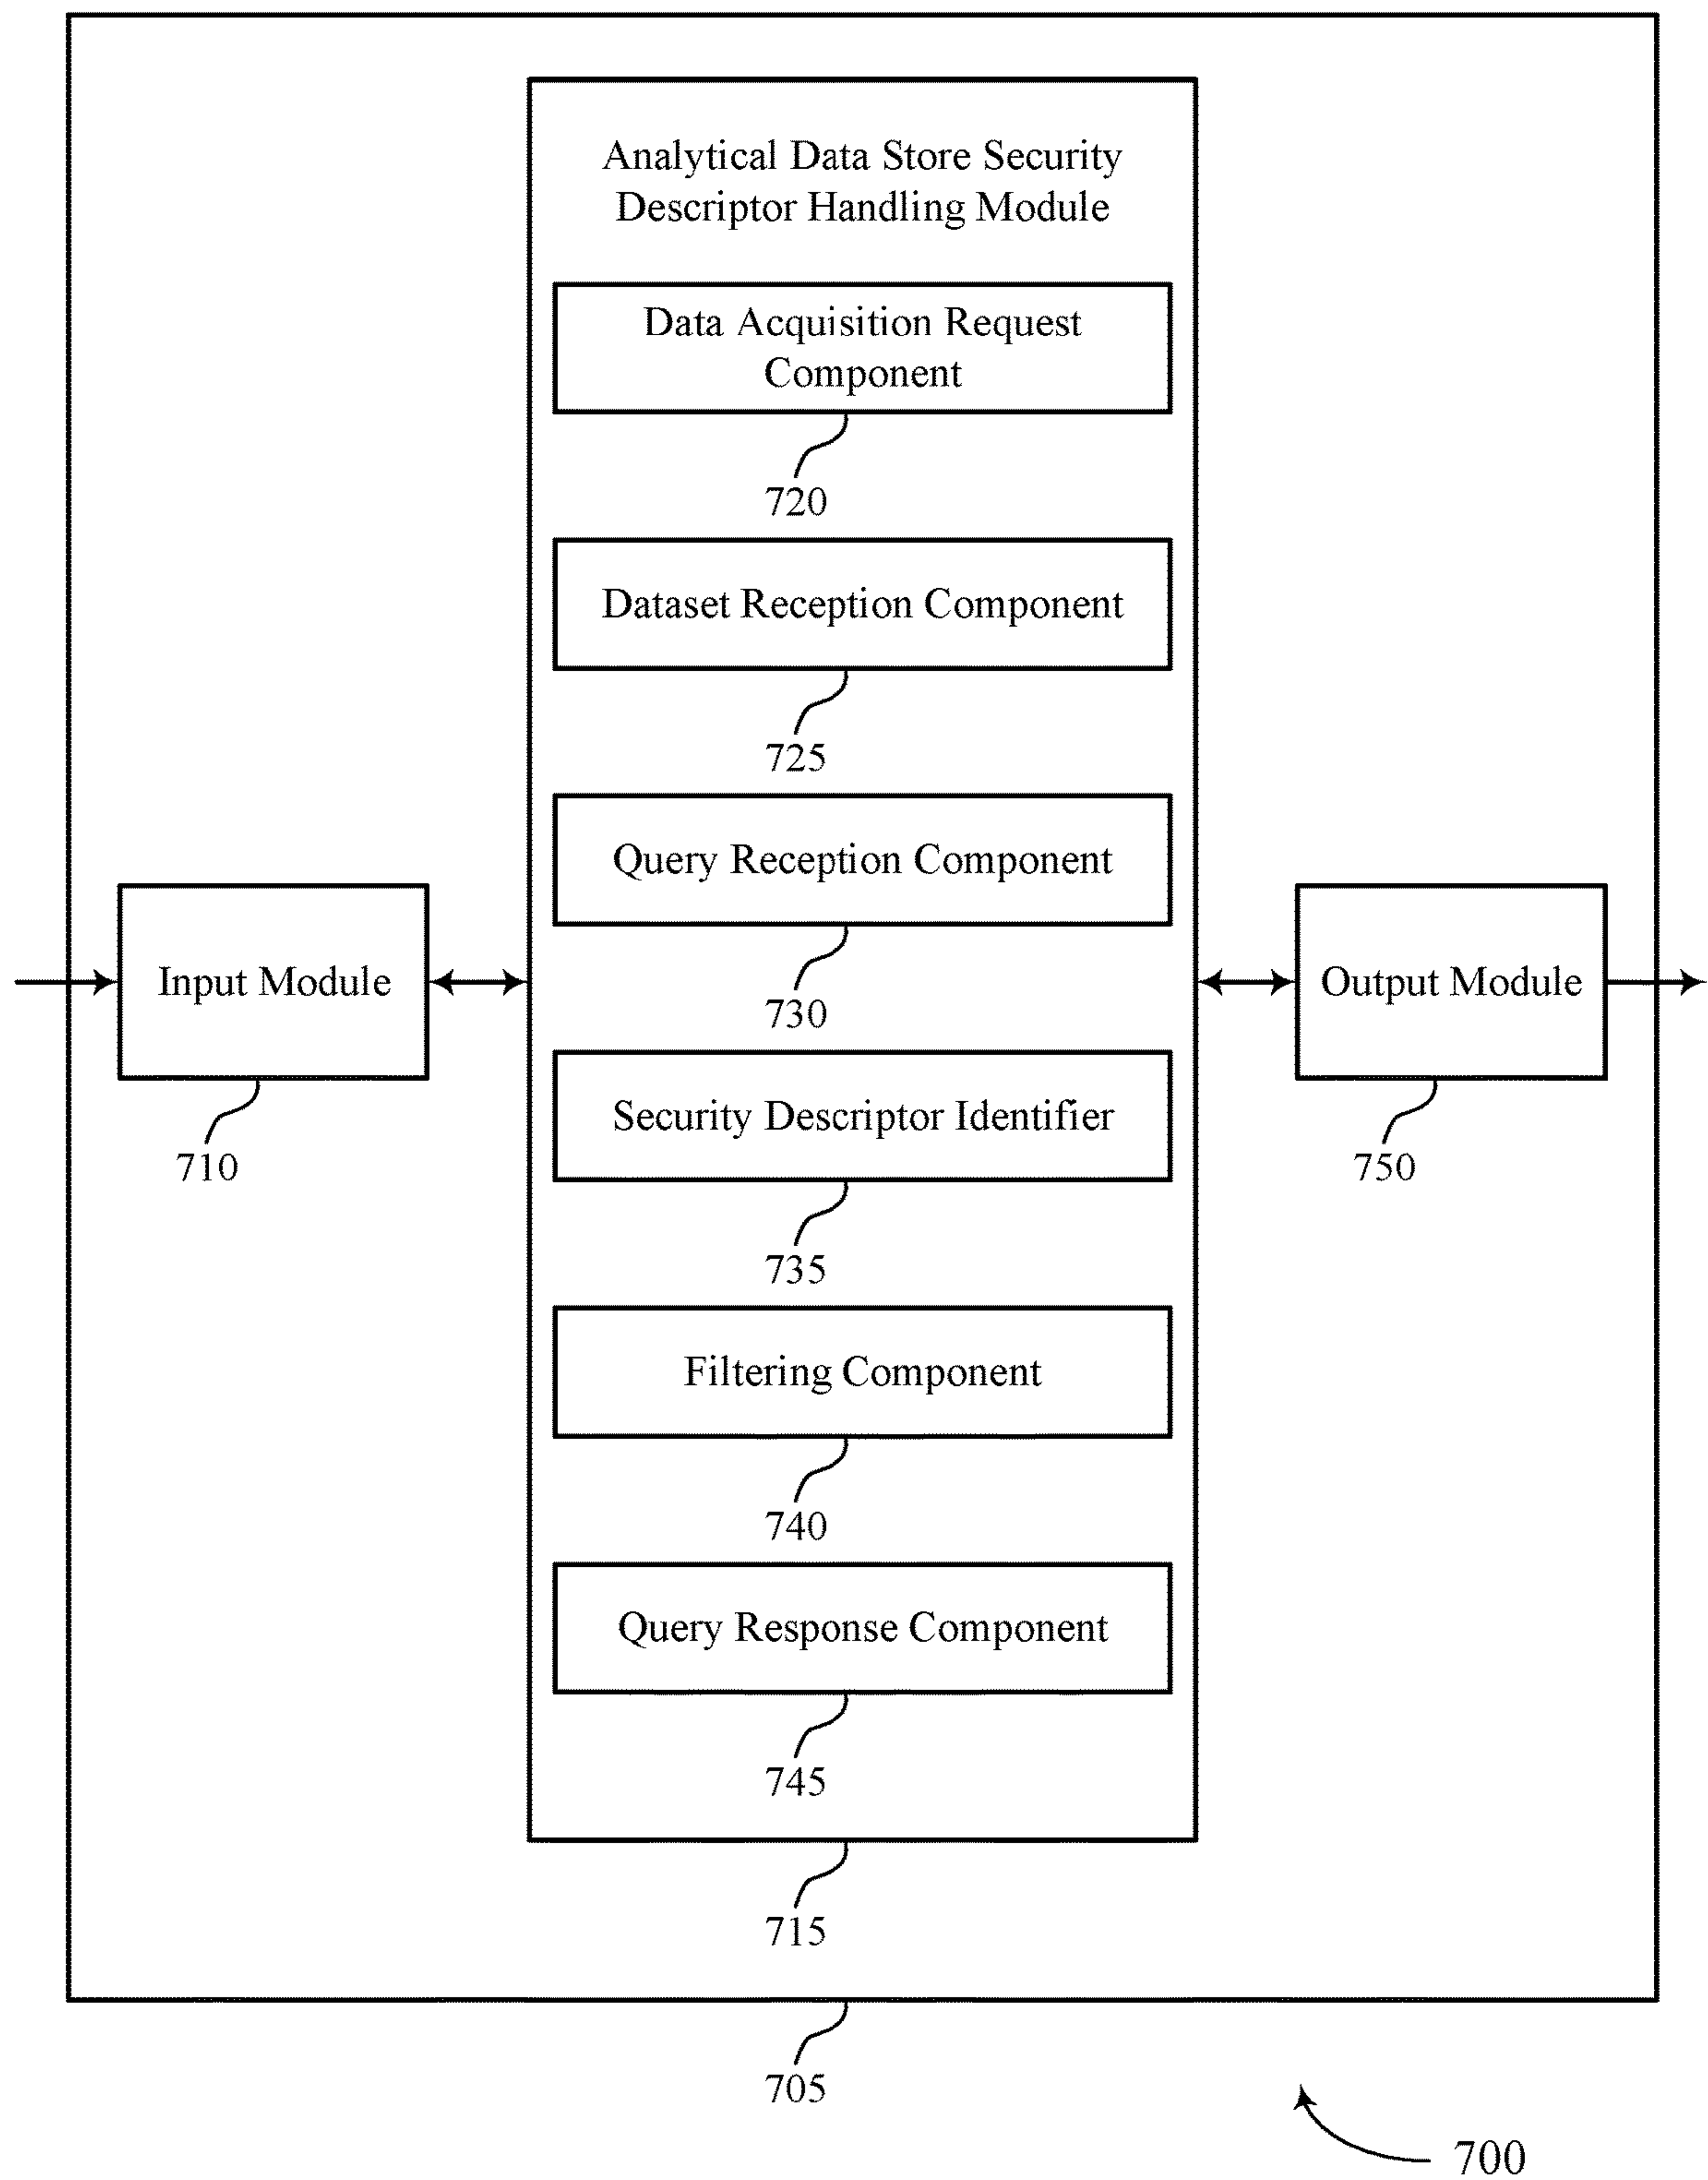 Analytical Data Store Security
Descriptor Handling Module
Data Acquisition Request
Component
720
Dataset Reception Component
725
Query Reception Component
730
Input Module
710
Output Module
750
Security Descriptor Identifier
735
Filtering Component
740
Query Response Component
745
715
705
700